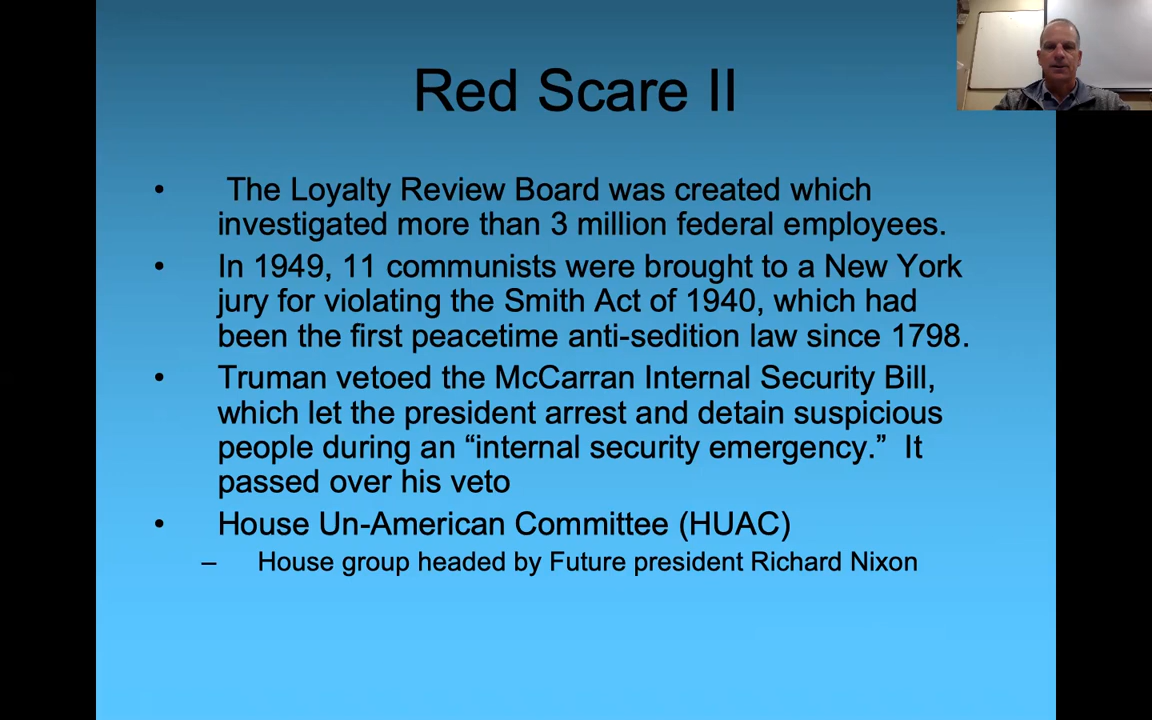 Red Scare II
• The Loyalty Review Board was created which
investigated more than 3 million federal employees.
• In 1949, 11 communists were brought to a New York
jury for violating the Smith Act of 1940, which had
been the first peacetime anti-sedition law since 1798.
• Truman vetoed the McCarran Internal Security Bill,
which let the president arrest and detain suspicious
people during an “internal security emergency.” It
passed over his veto
• House Un-American Committee (HUAC)
– House group headed by Future president Richard Nixon